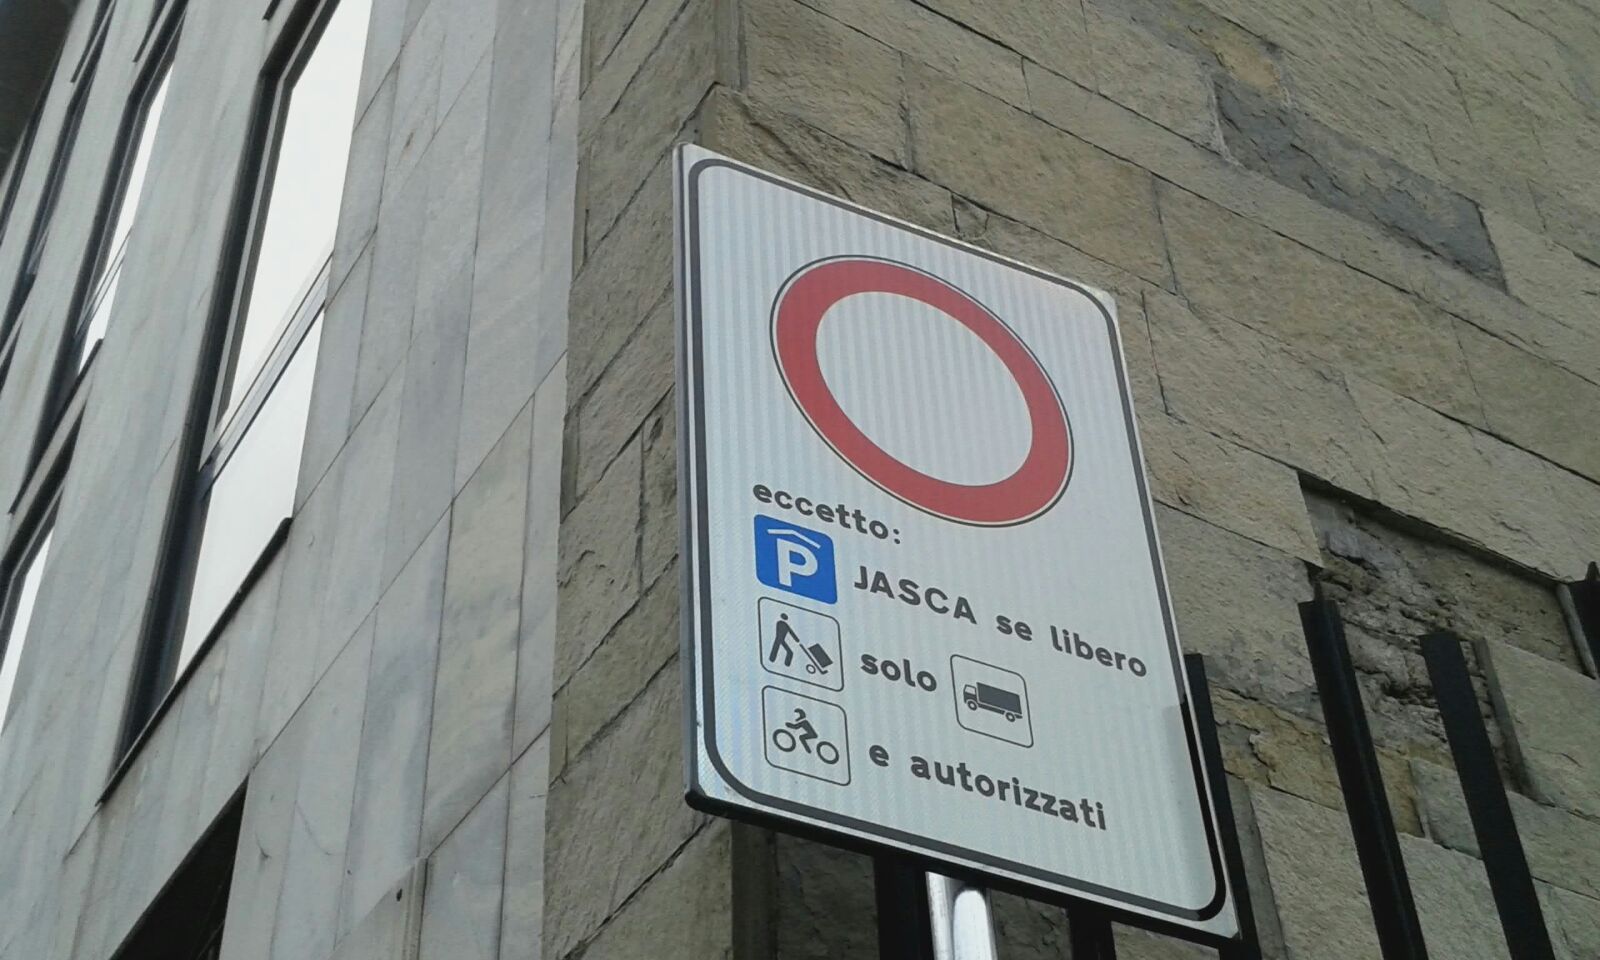 eccetto:
P JASCA se libero
solo
e autorizzati